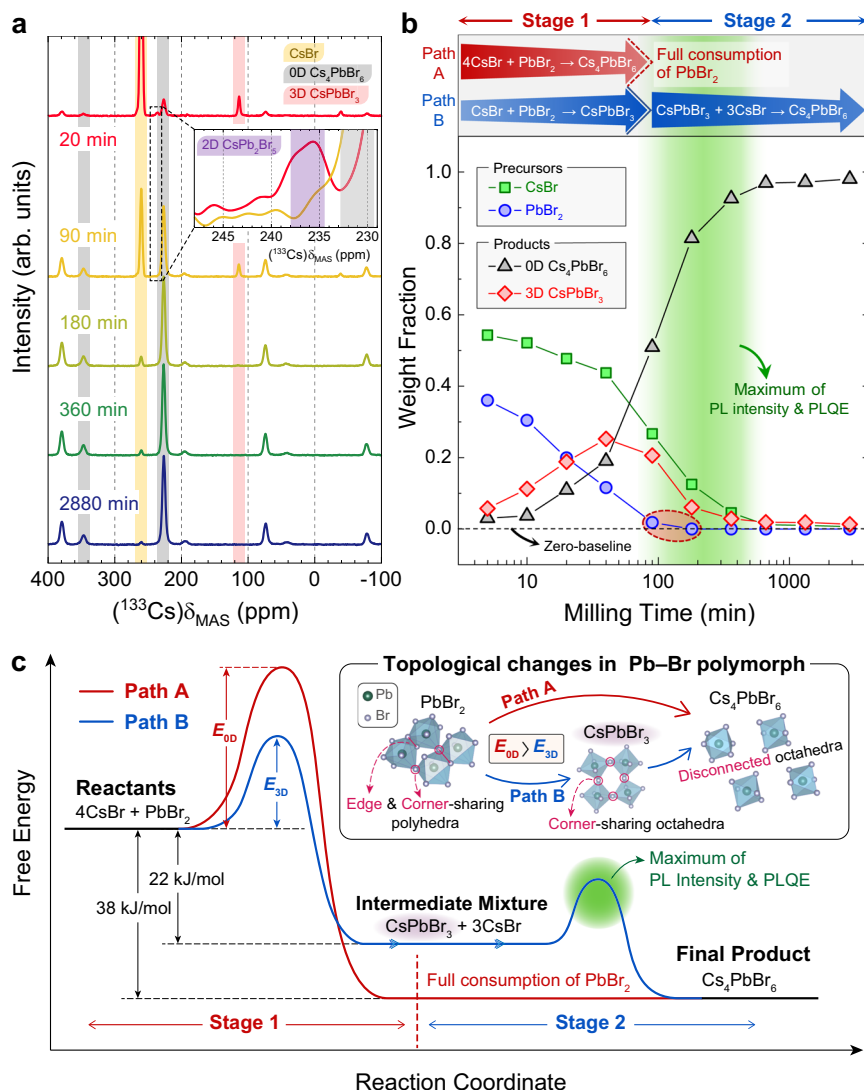 a
CsBr
0D Cs₄PbBr₆
3D CsPbBr₃
20 min
2D CsPb₂Br₅
245 240 235 230
(¹³³Cs)δMAS (ppm)
90 min
180 min
360 min
2880 min
Intensity (arb. units)
400 300 200 100 0 -100
(¹³³Cs)δMAS (ppm)
b
Stage 1 Stage 2
Path A
4CsBr + PbBr₂ → Cs₄PbBr₆
Full consumption of PbBr₂
Path B
CsBr + PbBr₂ → CsPbBr₃
CsPbBr₃ + 3CsBr → Cs₄PbBr₆
Precursors
CsBr
PbBr₂
Products
0D Cs₄PbBr₆
3D CsPbBr₃
Maximum of
PL intensity & PLQE
Zero-baseline
Weight Fraction
1.0
0.8
0.6
0.4
0.2
0.0
10 100 1000
Milling Time (min)
c
Path A
Path B
E0D
E3D
Reactants
4CsBr + PbBr₂
22 kJ/mol
38 kJ/mol
Topological changes in Pb–Br polymorph
Pb
Br
PbBr₂
Path A
Cs₄PbBr₆
E0D > E3D
CsPbBr₃
Path B
Disconnected octahedra
Edge & Corner-sharing
polyhedra
Corner-sharing octahedra
Maximum of
PL Intensity & PLQE
Intermediate Mixture
CsPbBr₃ + 3CsBr
Final Product
Full consumption of PbBr₂
Cs₄PbBr₆
Stage 1 Stage 2
Free Energy
Reaction Coordinate